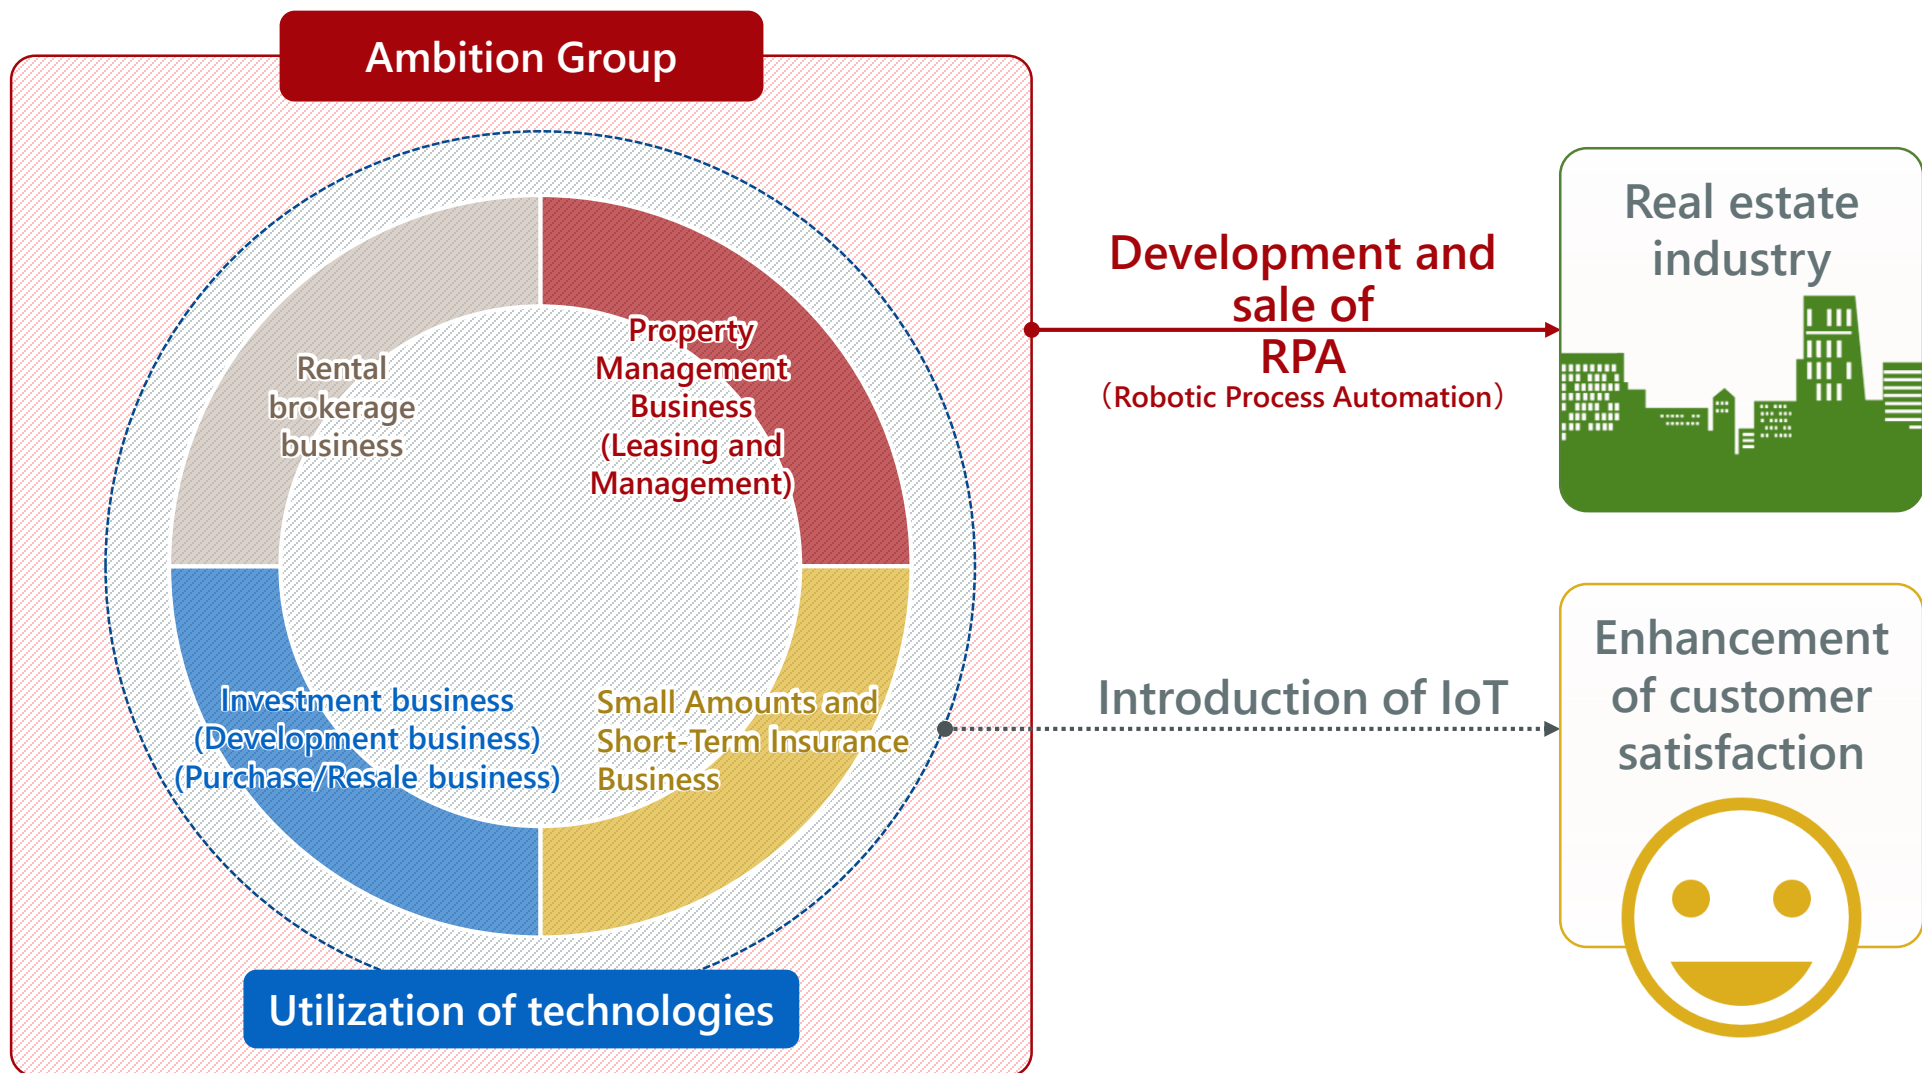 Ambition Group
Rental
brokerage
business
Property
Management
Business
(Leasing and
Management)
Investment business
(Development business)
(Purchase/Resale business)
Small Amounts and
Short-Term Insurance
Business
Utilization of technologies
Development and
sale of
RPA
（Robotic Process Automation）
Real estate
industry
Introduction of IoT
Enhancement
of customer
satisfaction